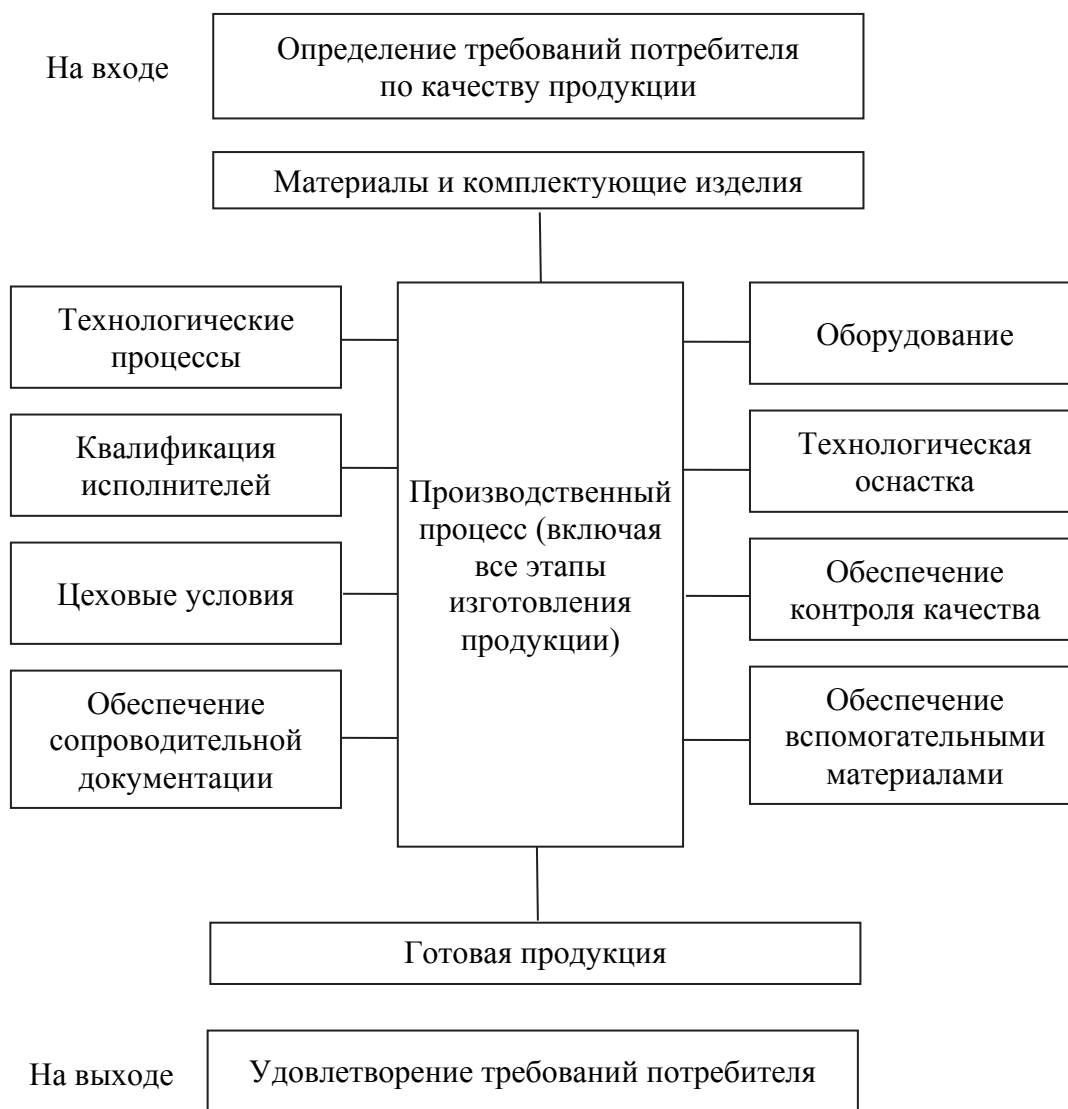 На входе
Определение требований потребителя
по качеству продукции
Материалы и комплектующие изделия
Технологические
процессы
Квалификация
исполнителей
Цеховые условия
Обеспечение
сопроводительной
документации
Производственный
процесс (включая
все этапы
изготовления
продукции)
Оборудование
Технологическая
оснастка
Обеспечение
контроля качества
Обеспечение
вспомогательными
материалами
Готовая продукция
На выходе
Удовлетворение требований потребителя